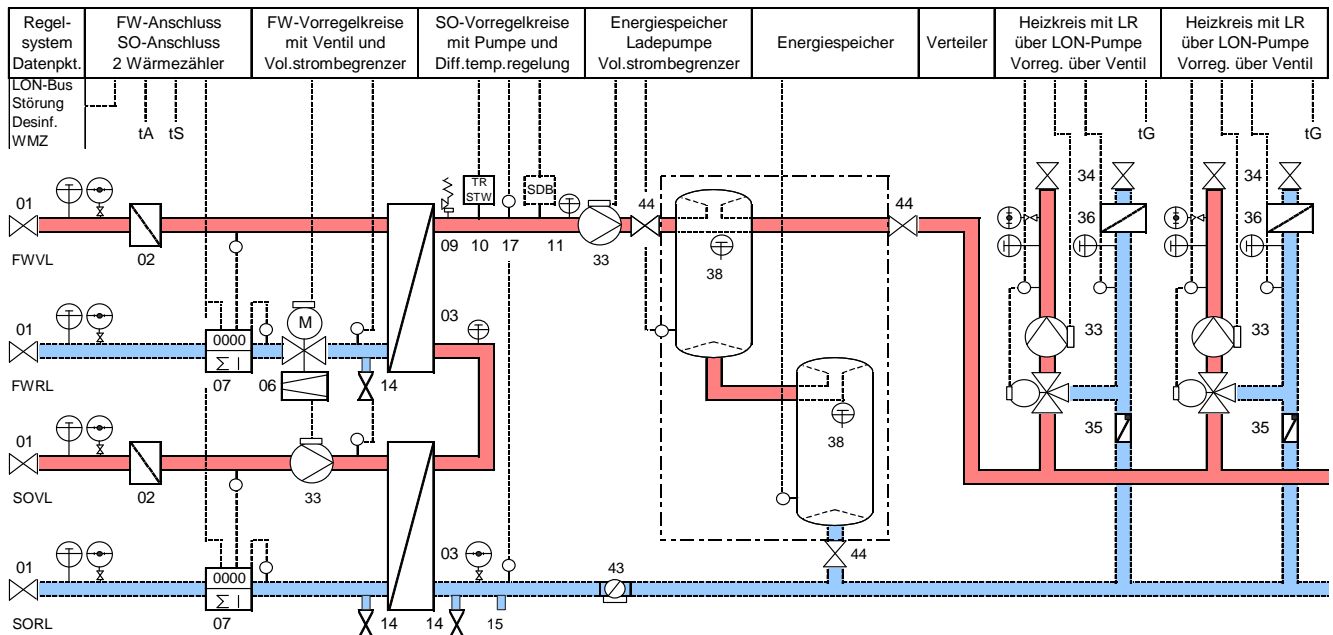 Regel-
system
Datenpkt.
FW-Anschluss
SO-Anschluss
2 Wärmezähler
FW-Vorregelkreise
mit Ventil und
Vol.strombegrenzer
SO-Vorregelkreise
mit Pumpe und
Diff.temp.regelung
Energiespeicher
Ladepumpe
Vol.strombegrenzer
Energiespeicher
Verteiler
Heizkreis mit LR
über LON-Pumpe
Vorreg. über Ventil
Heizkreis mit LR
über LON-Pumpe
Vorreg. über Ventil
LON-Bus
Störung
Desinf.
WMZ
tA tS
tG
tG
TR
STW
SDB
34
34
01
44
44
36
36
FWVL
02
09 10 17 11
33
38
01
M
03
33
33
0000
Σ |
FWRL
07
06
14
01
38
35
35
SOVL
02
33
01
03
44
0000
Σ |
43
SORL
07
14
14
15